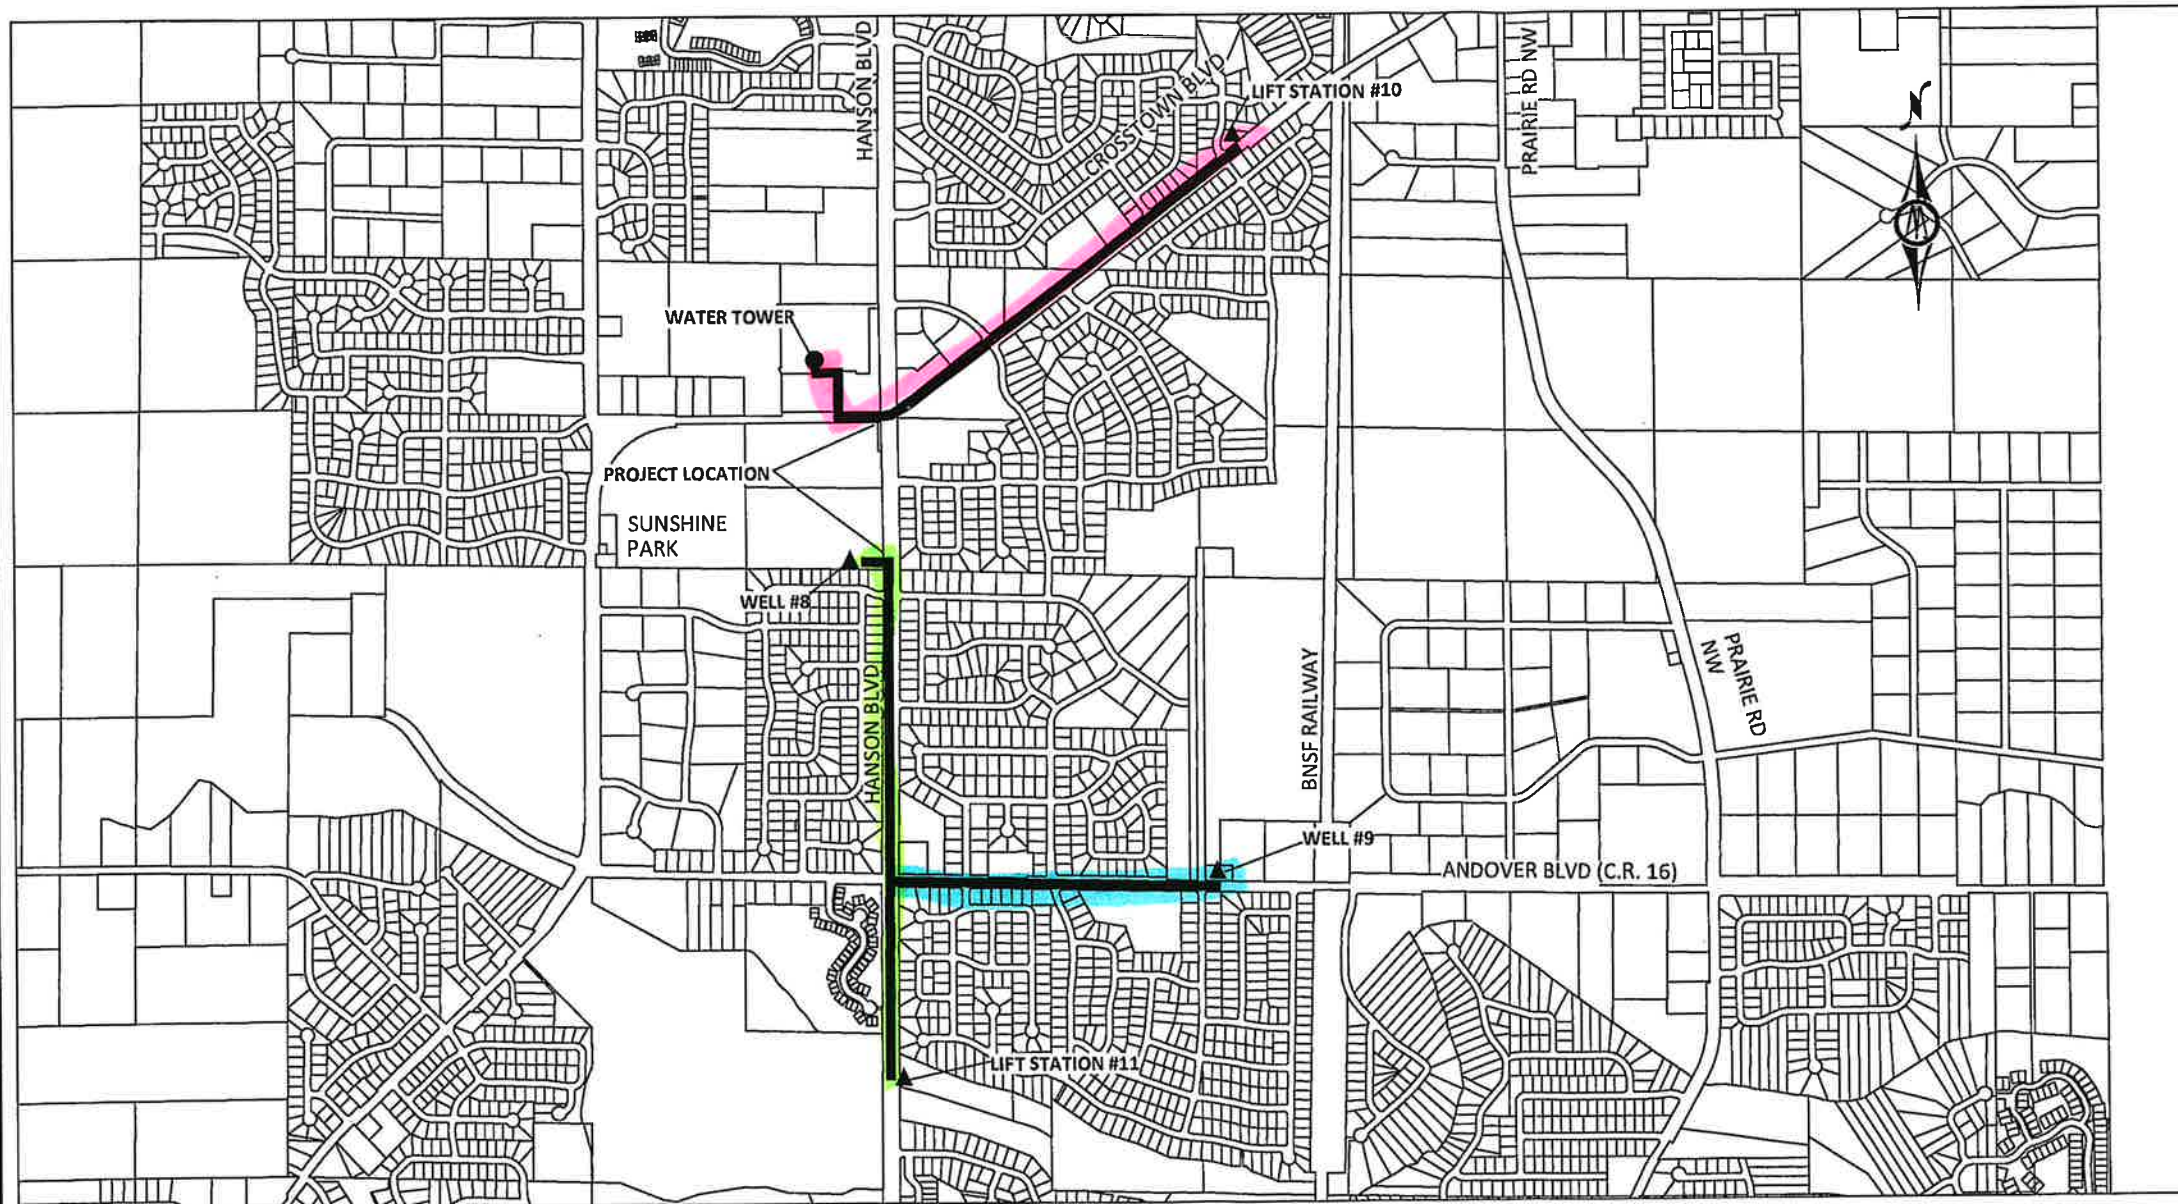 HANSON BLVD
CROSSTOWN BLVD
LIFT STATION #10
PRAIRIE RD NW
N
WATER TOWER
PROJECT LOCATION
SUNSHINE
PARK
WELL #8
HANSON BLVD
BNSF RAILWAY
PRAIRIE RD
NW
WELL #9
ANDOVER BLVD (C.R. 16)
LIFT STATION #11